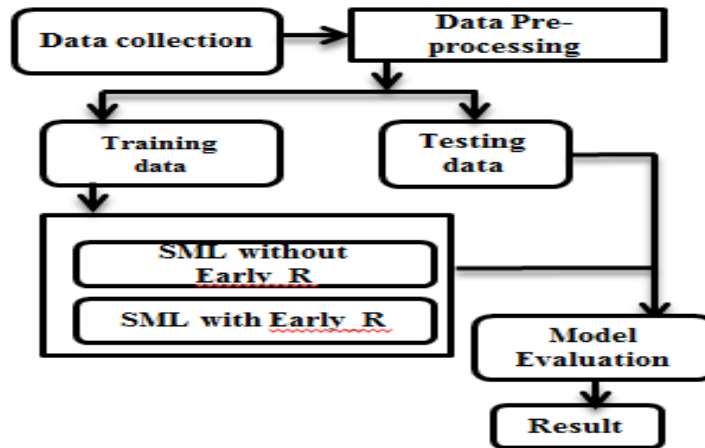 Data collection
Data Pre-
processing
Training
data
Testing
data
SML without
Early_R
SML with Early_R
Model
Evaluation
Result